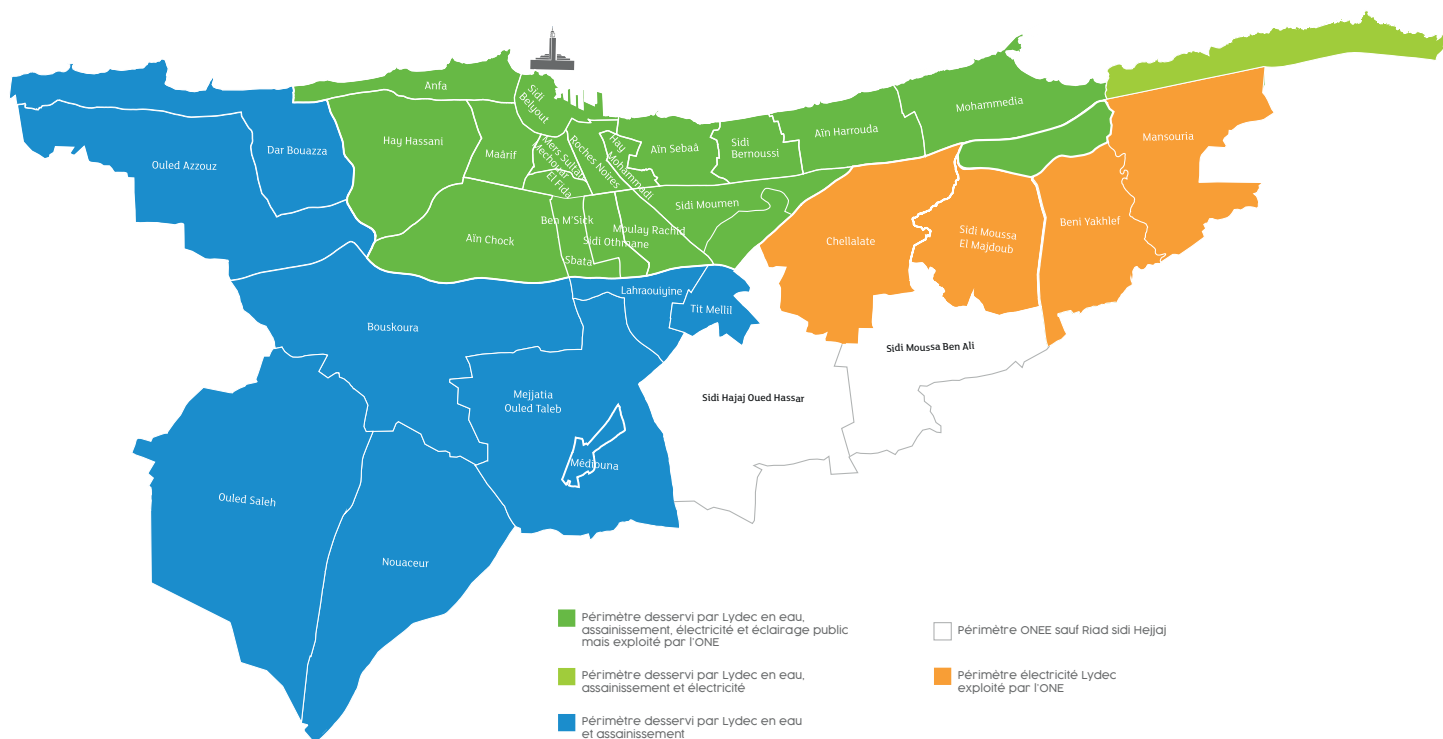 Anfa
Sidi
Belyout
Hay Hassani
Maârif
Mers Sultan
Mechouar
El Fida
Roches Noires
Hay
Mohammadi
Aïn Sebaâ
Sidi
Bernoussi
Aïn Harrouda
Mohammedia
Mansouria
Ouled Azzouz
Dar Bouazza
Aïn Chock
Ben M'Sick
Sbata
Sidi Othmane
Moulay Rachid
Sidi Moumen
Chellalate
Sidi Moussa
El Majdoub
Beni Yakhlef
Bouskoura
Lahraouiyine
Tit Mellil
Sidi Moussa Ben Ali
Sidi Hajaj Oued Hassar
Mejjatia
Ouled Taleb
Médiouna
Ouled Saleh
Nouaceur
Périmètre desservi par Lydec en eau,
assainissement, électricité et éclairage public
mais exploité par l'ONE
Périmètre desservi par Lydec en eau,
assainissement et électricité
Périmètre desservi par Lydec en eau
et assainissement
Périmètre ONEE sauf Riad sidi Hejjaj
Périmètre électricité Lydec
exploité par l'ONE